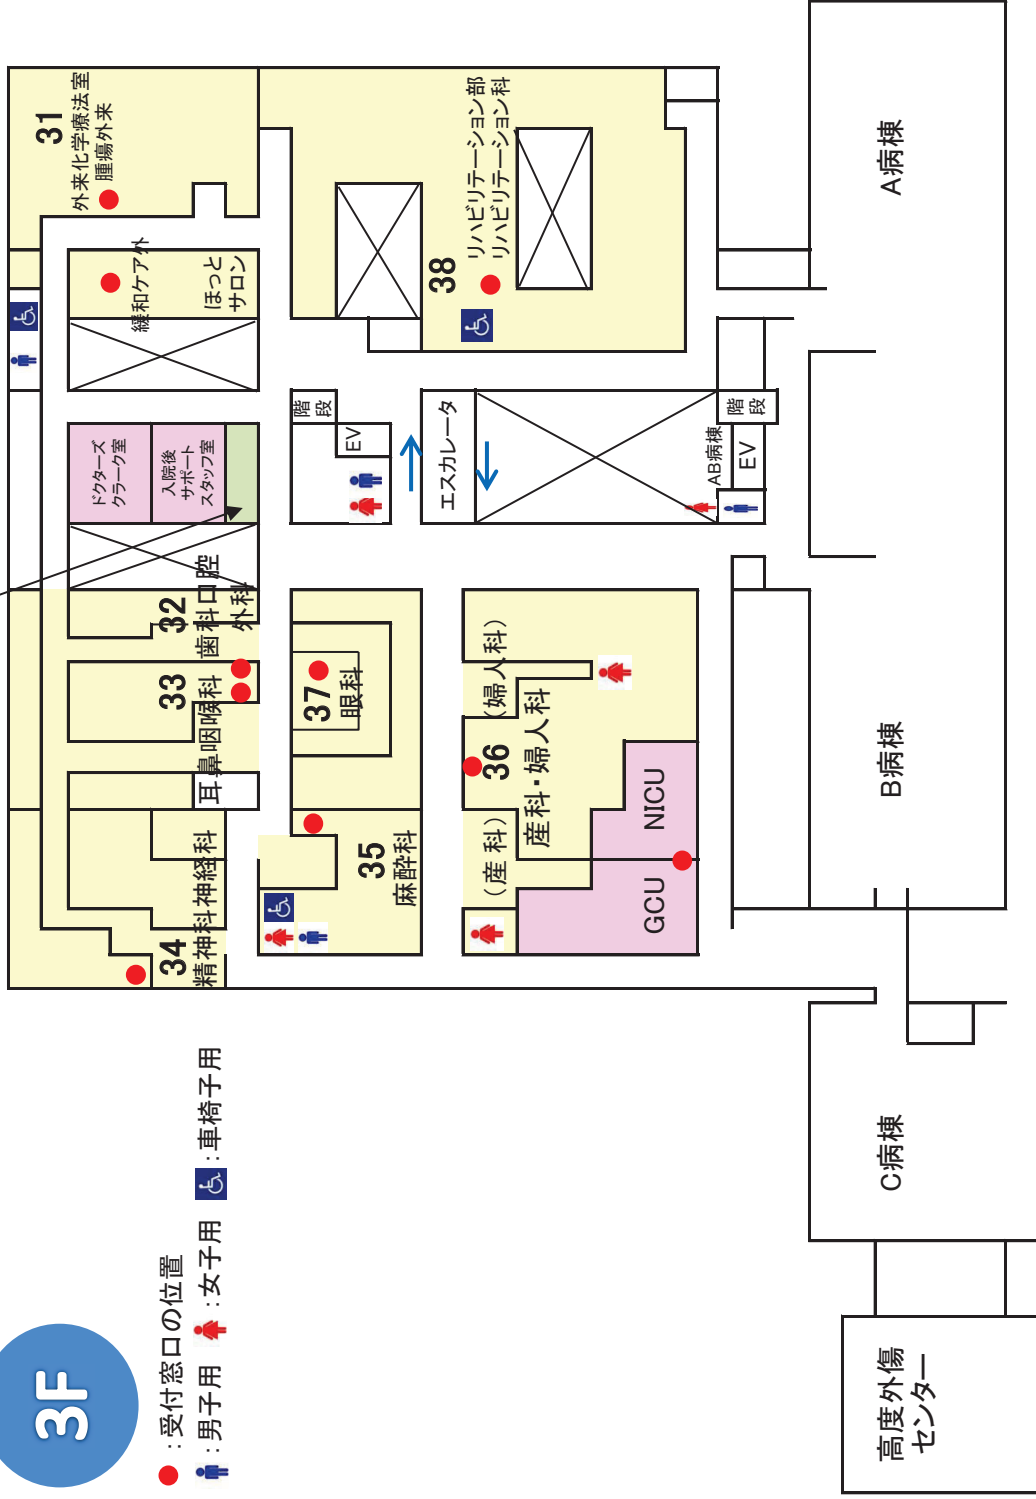 3F
●:受付窓口の位置
:男子用 :女子用 :車椅子用
31
外来化学療法室
腫瘍外来
緩和ケア外
ほっと
サロン
ドクターズ
クラーク室
入院後
サポート
スタッフ室
32
歯科口腔
外科
33
耳鼻咽喉科
34
精神科神経科
35
麻酔科
36
産科・婦人科
(産科)
(婦人科)
NICU
GCU
37
眼科
38
リハビリテーション部
リハビリテーション科
階
段
EV
エスカレータ
AB病棟
EV
階
段
A病棟
B病棟
C病棟
高度外傷
センター